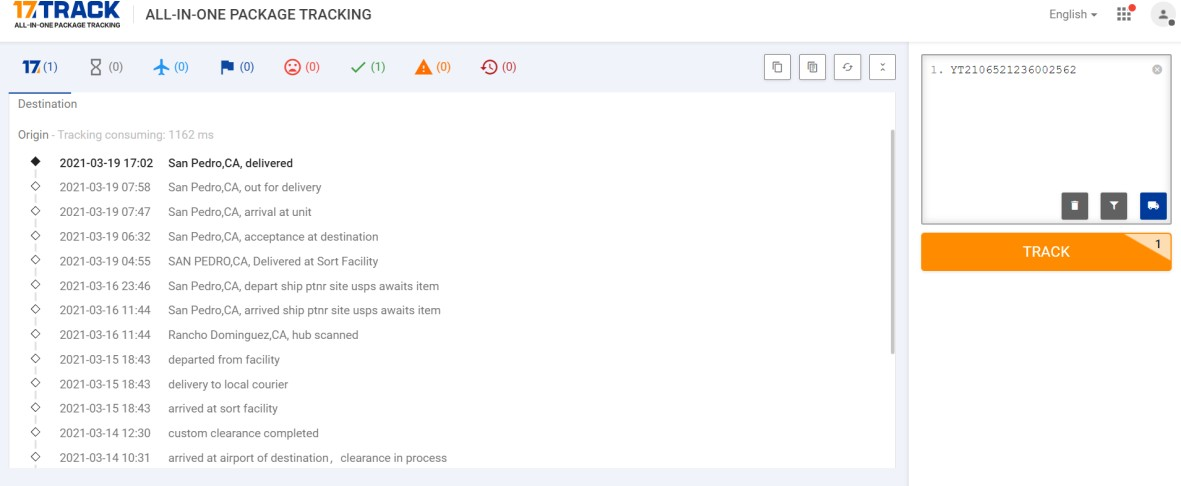 17TRACK
ALL-IN-ONE PACKAGE TRACKING
ALL-IN-ONE PACKAGE TRACKING
English
17 (1) (0) (0) (0) (0) (1) (0) (0)
Destination
Origin - Tracking consuming: 1162 ms
2021-03-19 17:02 San Pedro,CA, delivered
2021-03-19 07:58 San Pedro,CA, out for delivery
2021-03-19 07:47 San Pedro,CA, arrival at unit
2021-03-19 06:32 San Pedro,CA, acceptance at destination
2021-03-19 04:55 SAN PEDRO,CA, Delivered at Sort Facility
2021-03-16 23:46 San Pedro,CA, depart ship ptnr site usps awaits item
2021-03-16 11:44 San Pedro,CA, arrived ship ptnr site usps awaits item
2021-03-16 11:44 Rancho Dominguez,CA, hub scanned
2021-03-15 18:43 departed from facility
2021-03-15 18:43 delivery to local courier
2021-03-15 18:43 arrived at sort facility
2021-03-14 12:30 custom clearance completed
2021-03-14 10:31 arrived at airport of destination，clearance in process
1. YT2106521236002562
TRACK
1